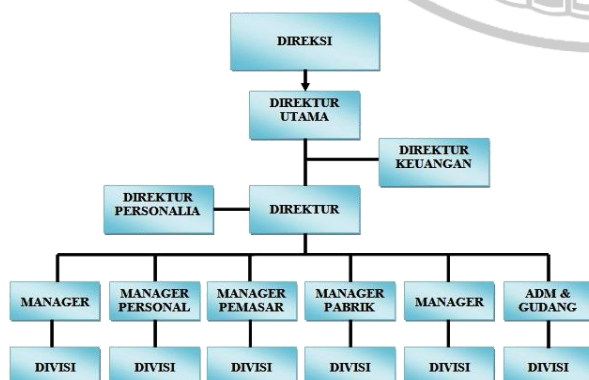 DIREKSI
DIREKTUR
UTAMA
DIREKTUR
KEUANGAN
DIREKTUR
PERSONALIA
DIREKTUR
MANAGER
MANAGER
PERSONAL
MANAGER
PEMASAR
MANAGER
PABRIK
MANAGER
ADM &
GUDANG
DIVISI
DIVISI
DIVISI
DIVISI
DIVISI
DIVISI